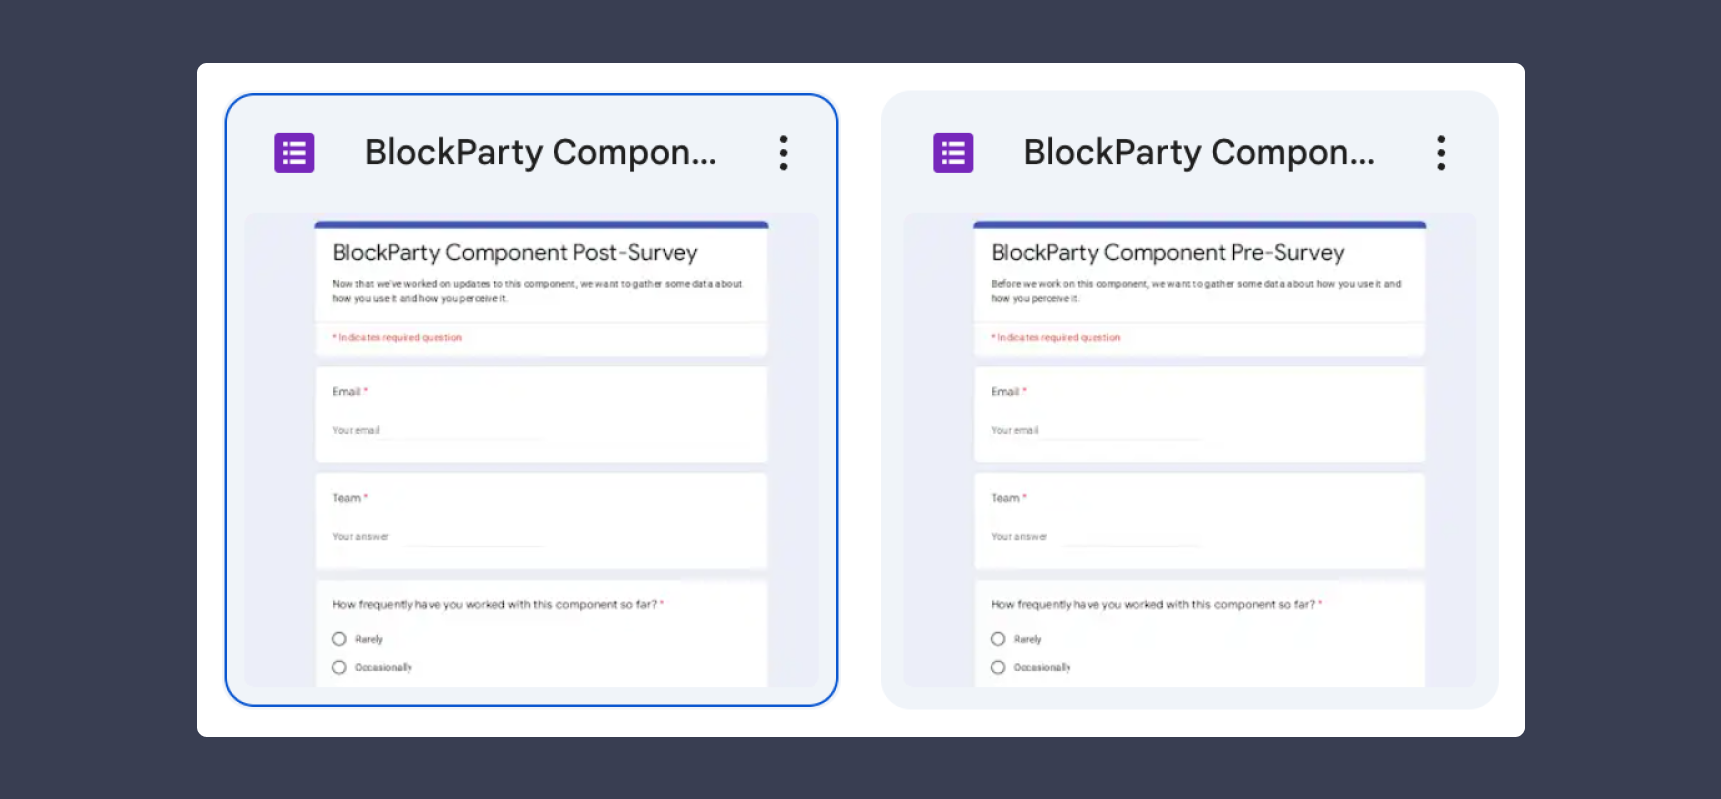 BlockParty Compon...
BlockParty Component Post-Survey
Now that we've worked on updates to this component, we want to gather some data about
how you use it and how you perceive it.
* Indicates required question
Email *
Your email
Team *
Your answer
How frequently have you worked with this component so far? *
Rarely
Occasionally
BlockParty Compon...
BlockParty Component Pre-Survey
Before we work on this component, we want to gather some data about how you use it and
how you perceive it.
* Indicates required question
Email *
Your email
Team *
Your answer
How frequently have you worked with this component so far? *
Rarely
Occasionally